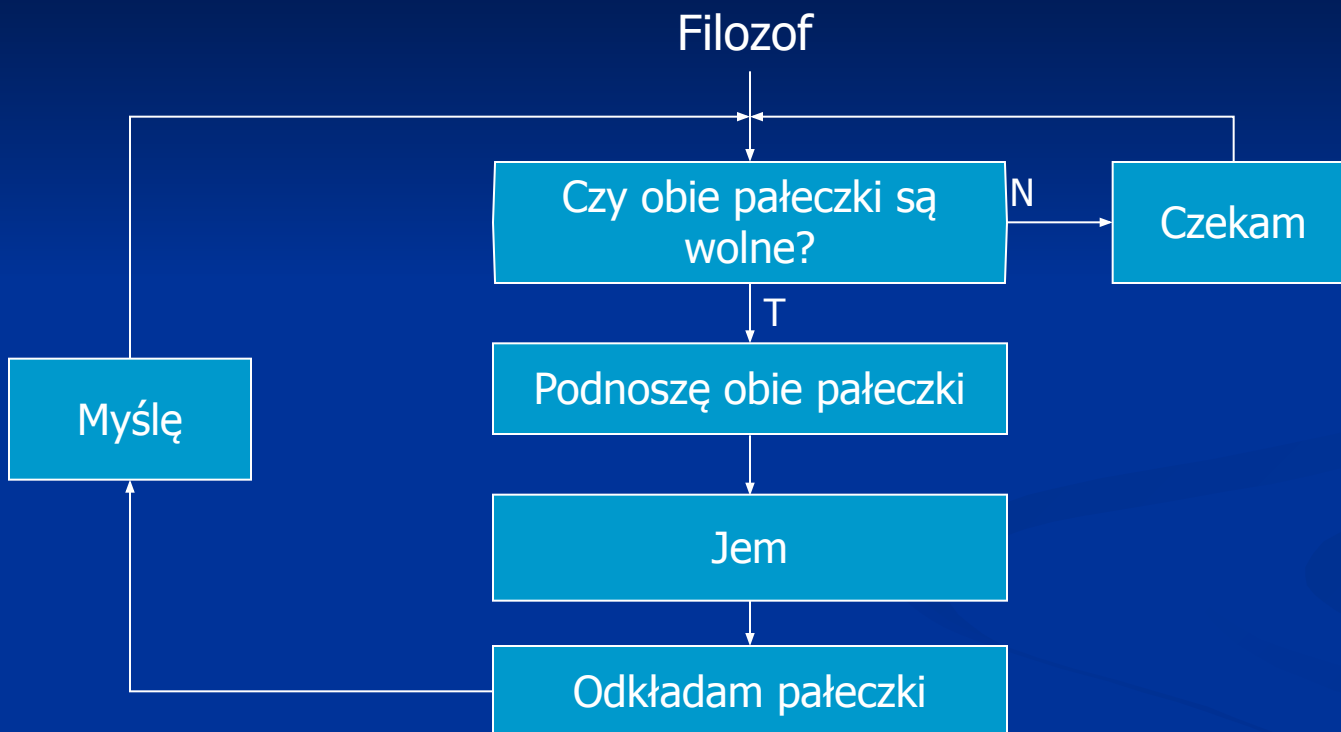 Filozof
Czy obie pałeczki są
wolne?
N
Czekam
T
Podnoszę obie pałeczki
Myślę
Jem
Odkładam pałeczki